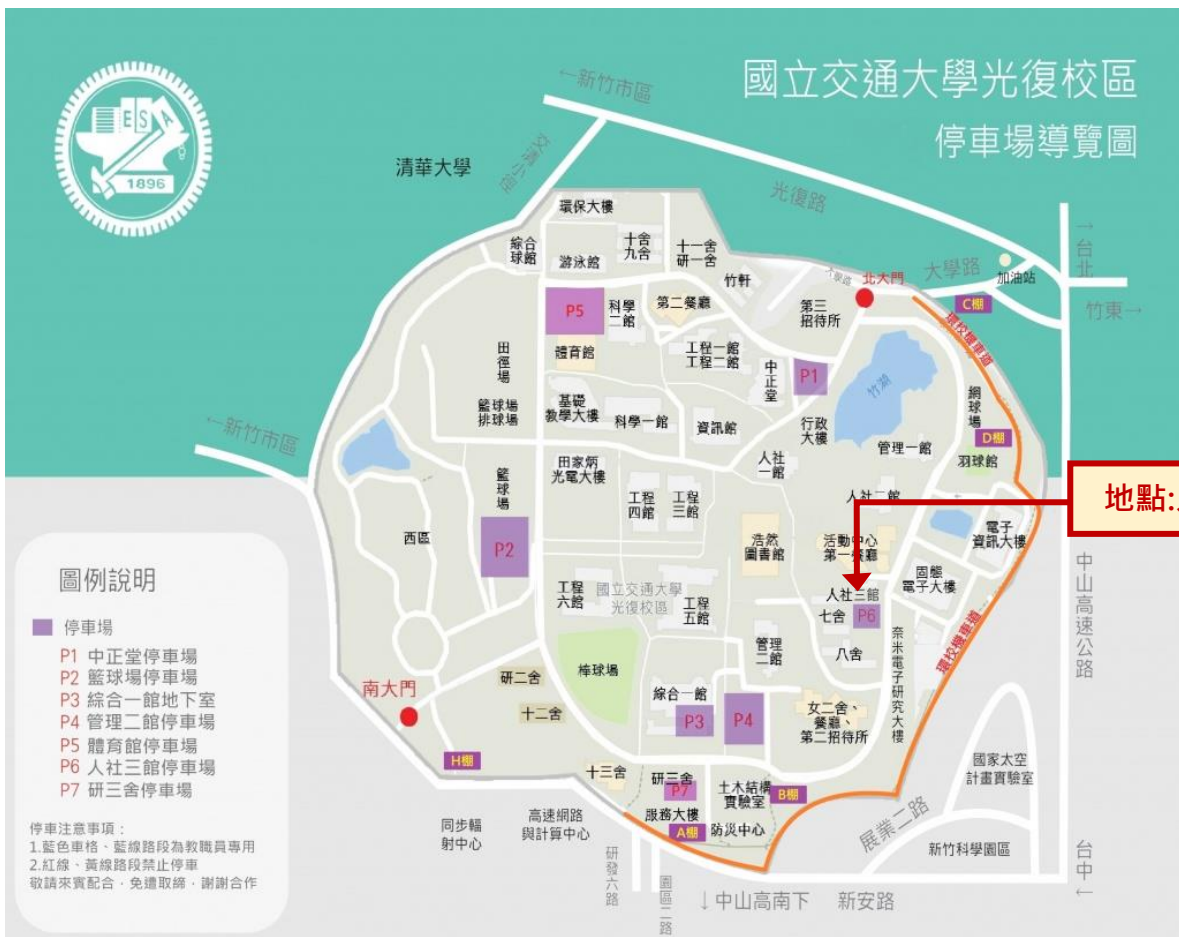 國立交通大學光復校區
停車場導覽圖
E S A
1896
←新竹市區
交清小徑
清華大學
光復路
→台北
竹東→
大學路
加油站
大學路
北大門
C棚
環校機車道
環保大樓
綜合
球館
游泳館
十舍
九舍
十一舍
研一舍
竹軒
第三
招待所
P5
科學
二館
第二餐廳
體育館
工程一館
工程二館
中正堂
P1
竹湖
田徑場
網球場
籃球場
排球場
基礎
教學大樓
科學一館
資訊館
行政
大樓
管理一館
D棚
羽球館
←新竹市區
田家炳
光電大樓
人社
一館
籃球場
工程
四館
工程
三館
人社二館
地點:
西區
P2
浩然
圖書館
活動中心
第一餐廳
電子
資訊大樓
固態
電子大樓
中山高速公路
工程
六館
國立交通大學
光復校區
工程
五館
人社三館
七舍
P6
八舍
奈米電子研究大樓
環校機車道
管理
二館
棒球場
研二舍
南大門
十二舍
綜合一館
P3
P4
女二舍、
餐廳、
第二招待所
國家太空
計畫實驗室
H棚
十三舍
研三舍
P7
土木結構
實驗室
B棚
服務大樓
A棚
防災中心
展業二路
同步輻
射中心
高速網路
與計算中心
研發六路
園區二路
↓中山高南下
新安路
新竹科學園區
台中←
圖例說明
停車場
P1 中正堂停車場
P2 籃球場停車場
P3 綜合一館地下室
P4 管理二館停車場
P5 體育館停車場
P6 人社三館停車場
P7 研三舍停車場
停車注意事項：
1.藍色車格、藍線路段為教職員專用
2.紅線、黃線路段禁止停車
敬請來賓配合，免遭取締，謝謝合作